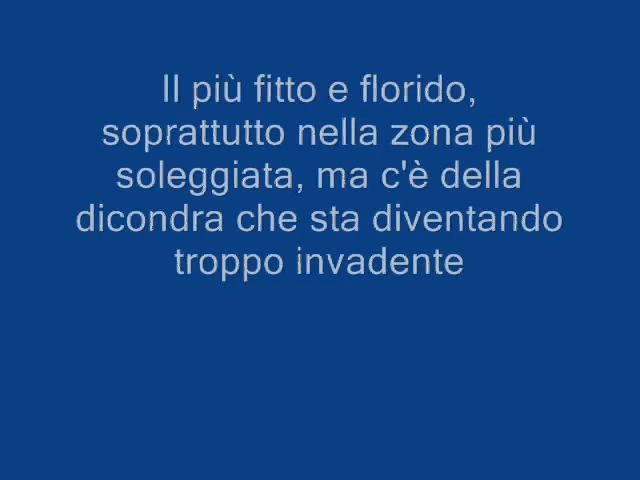 Il più fitto e florido,
soprattutto nella zona più
soleggiata, ma c'è della
dicondra che sta diventando
troppo invadente